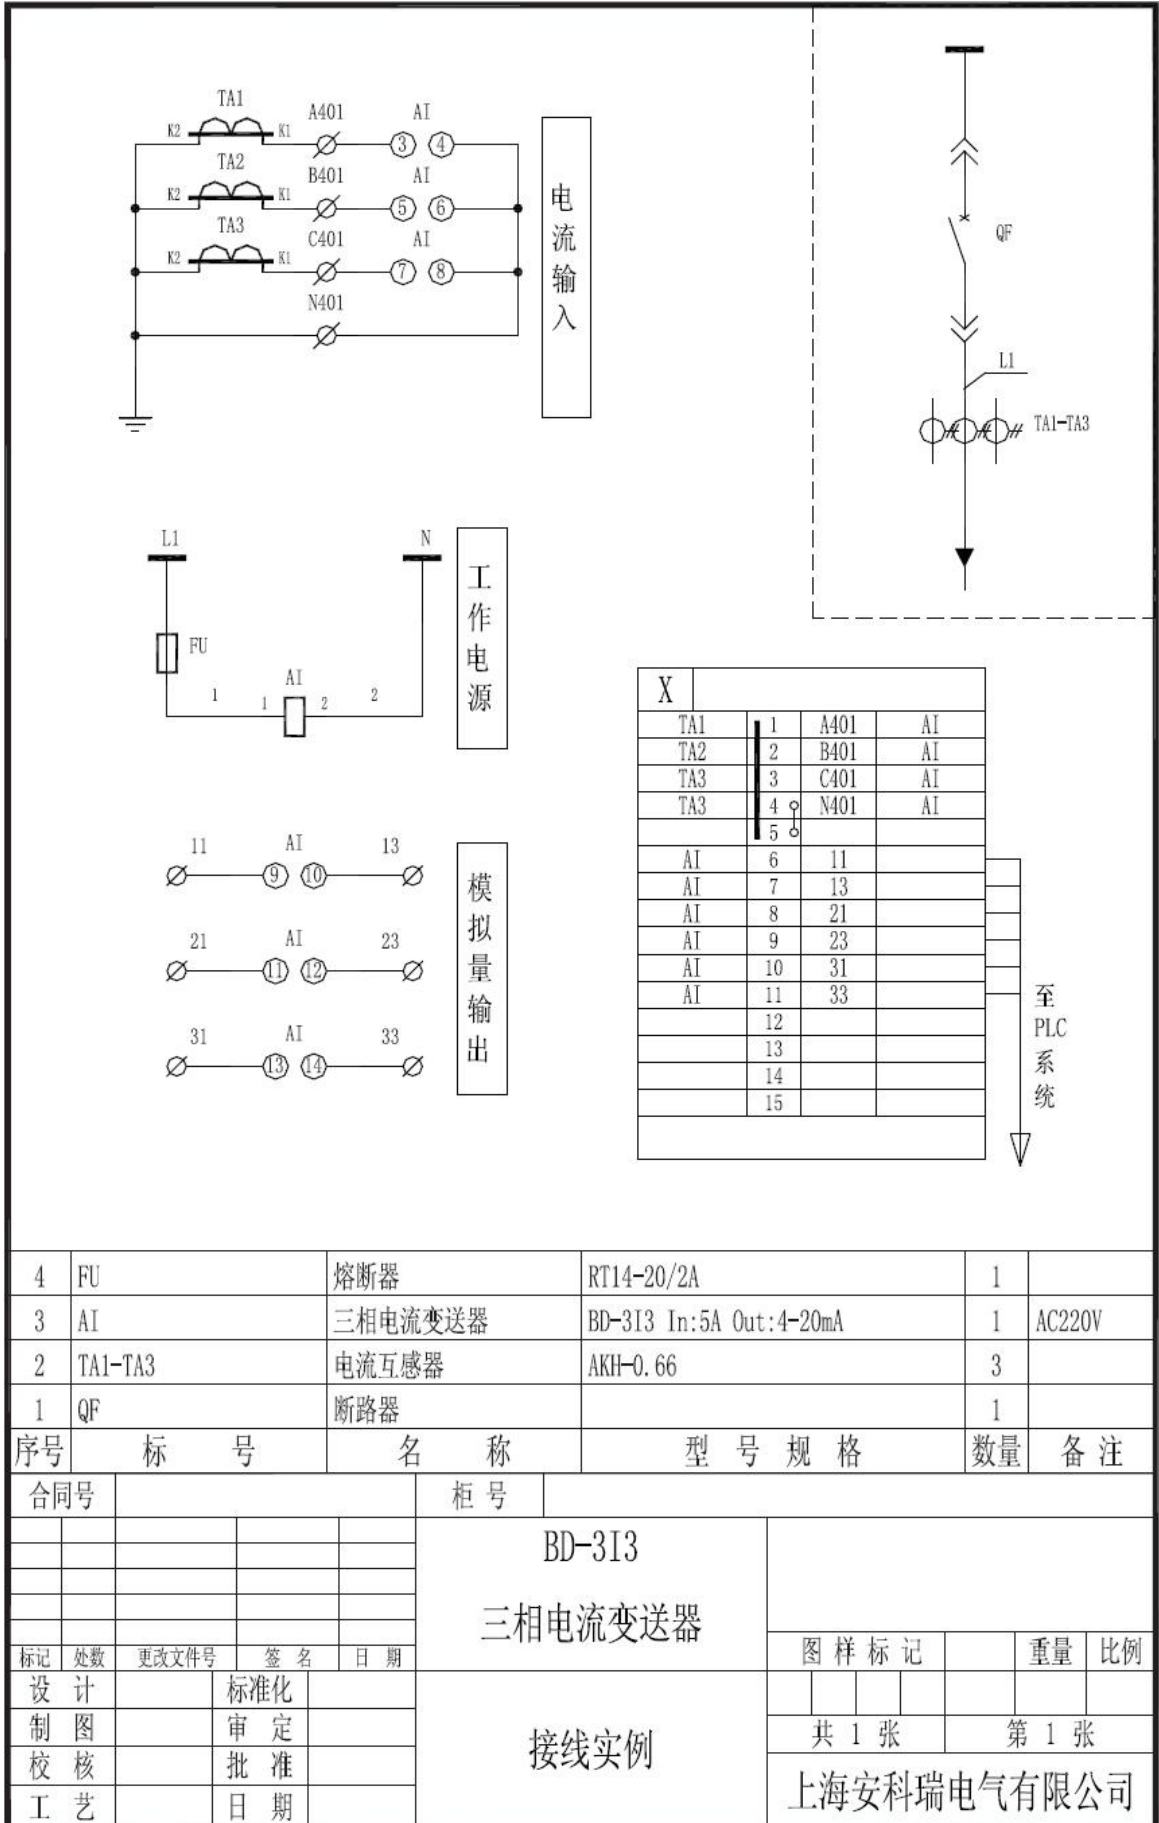 TA1
A401
AI
K2
K1
③ ④
TA2
B401
AI
K2
K1
⑤ ⑥
TA3
C401
AI
K2
K1
⑦ ⑧
N401
电流输入
QF
L1
TA1-TA3
L1
N
FU
1
1
AI
2
2
工作电源
11
AI
13
⑨ ⑩
21
AI
23
⑪ ⑫
31
AI
33
⑬ ⑭
模拟量输出
X
TA1 1 A401 AI
TA2 2 B401 AI
TA3 3 C401 AI
TA3 4 N401 AI
5
AI 6 11
AI 7 13
AI 8 21
AI 9 23
AI 10 31
AI 11 33
12
13
14
15
至
PLC
系
统
4 FU 熔断器 RT14-20/2A 1
3 AI 三相电流变送器 BD-3I3 In:5A Out:4-20mA 1 AC220V
2 TA1-TA3 电流互感器 AKH-0.66 3
1 QF 断路器 1
序号 标 号 名 称 型 号 规 格 数量 备 注
合同号 柜 号
BD-3I3
三相电流变送器
接线实例
标记 处数 更改文件号 签 名 日 期
设 计 标准化
制 图 审 定
校 核 批 准
工 艺 日 期
图 样 标 记 重量 比例
共 1 张 第 1 张
上海安科瑞电气有限公司